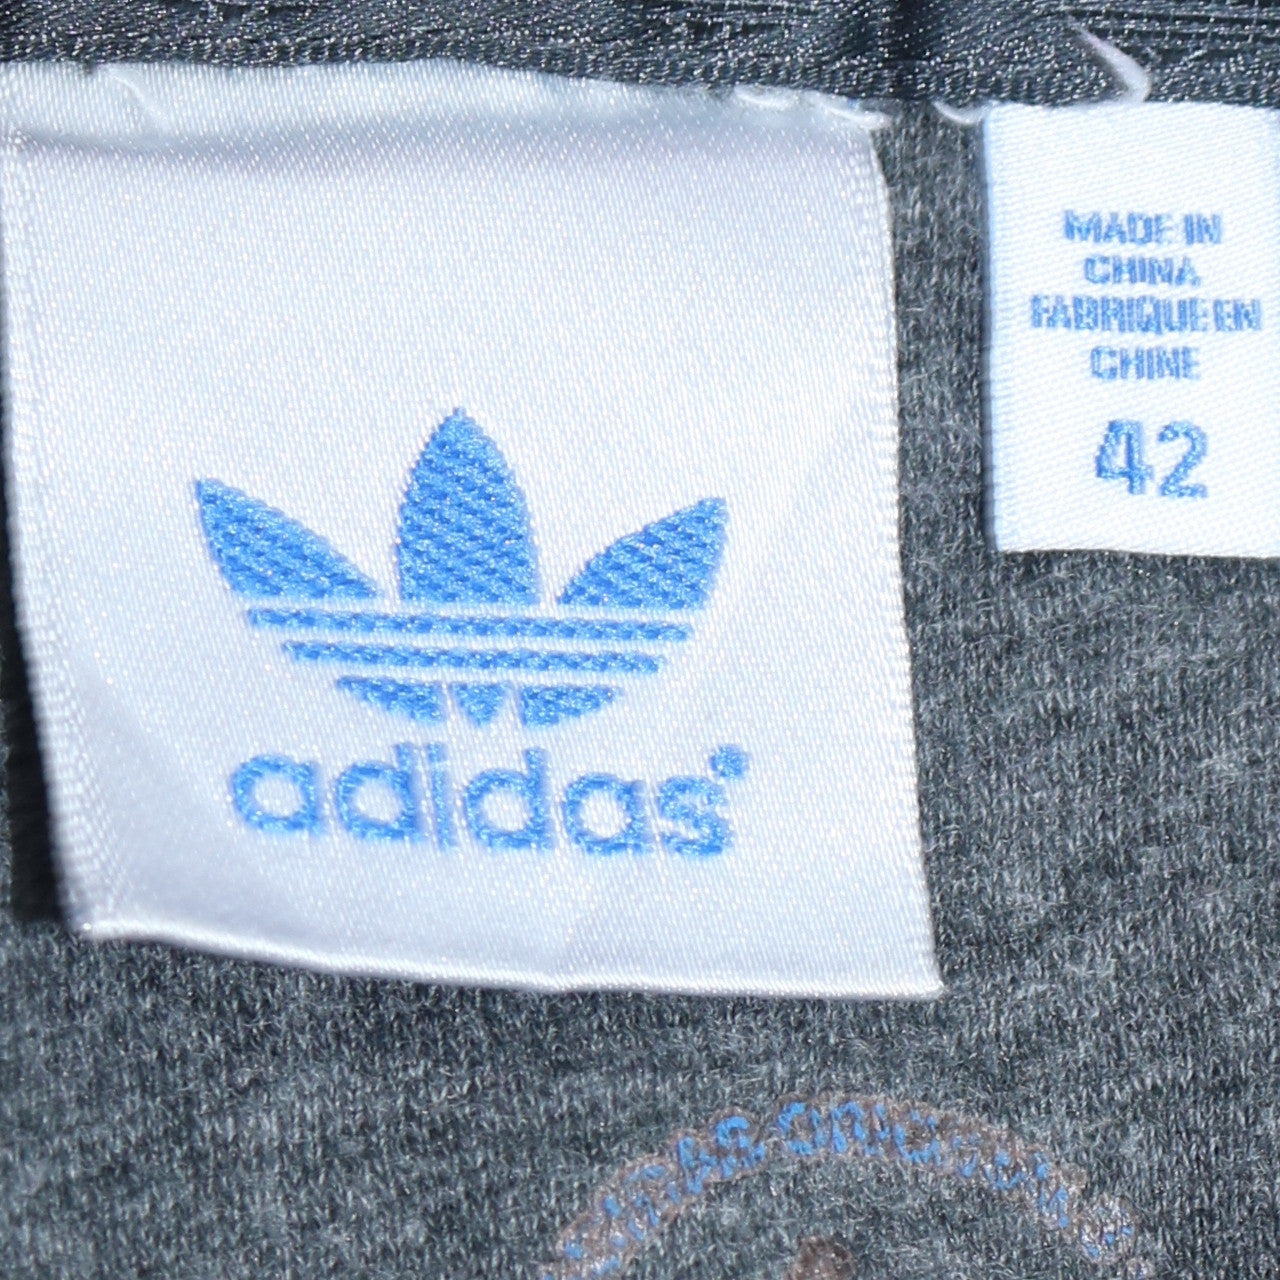 adidas®
MADE IN
CHINA
FABRIQUE EN
CHINE
42